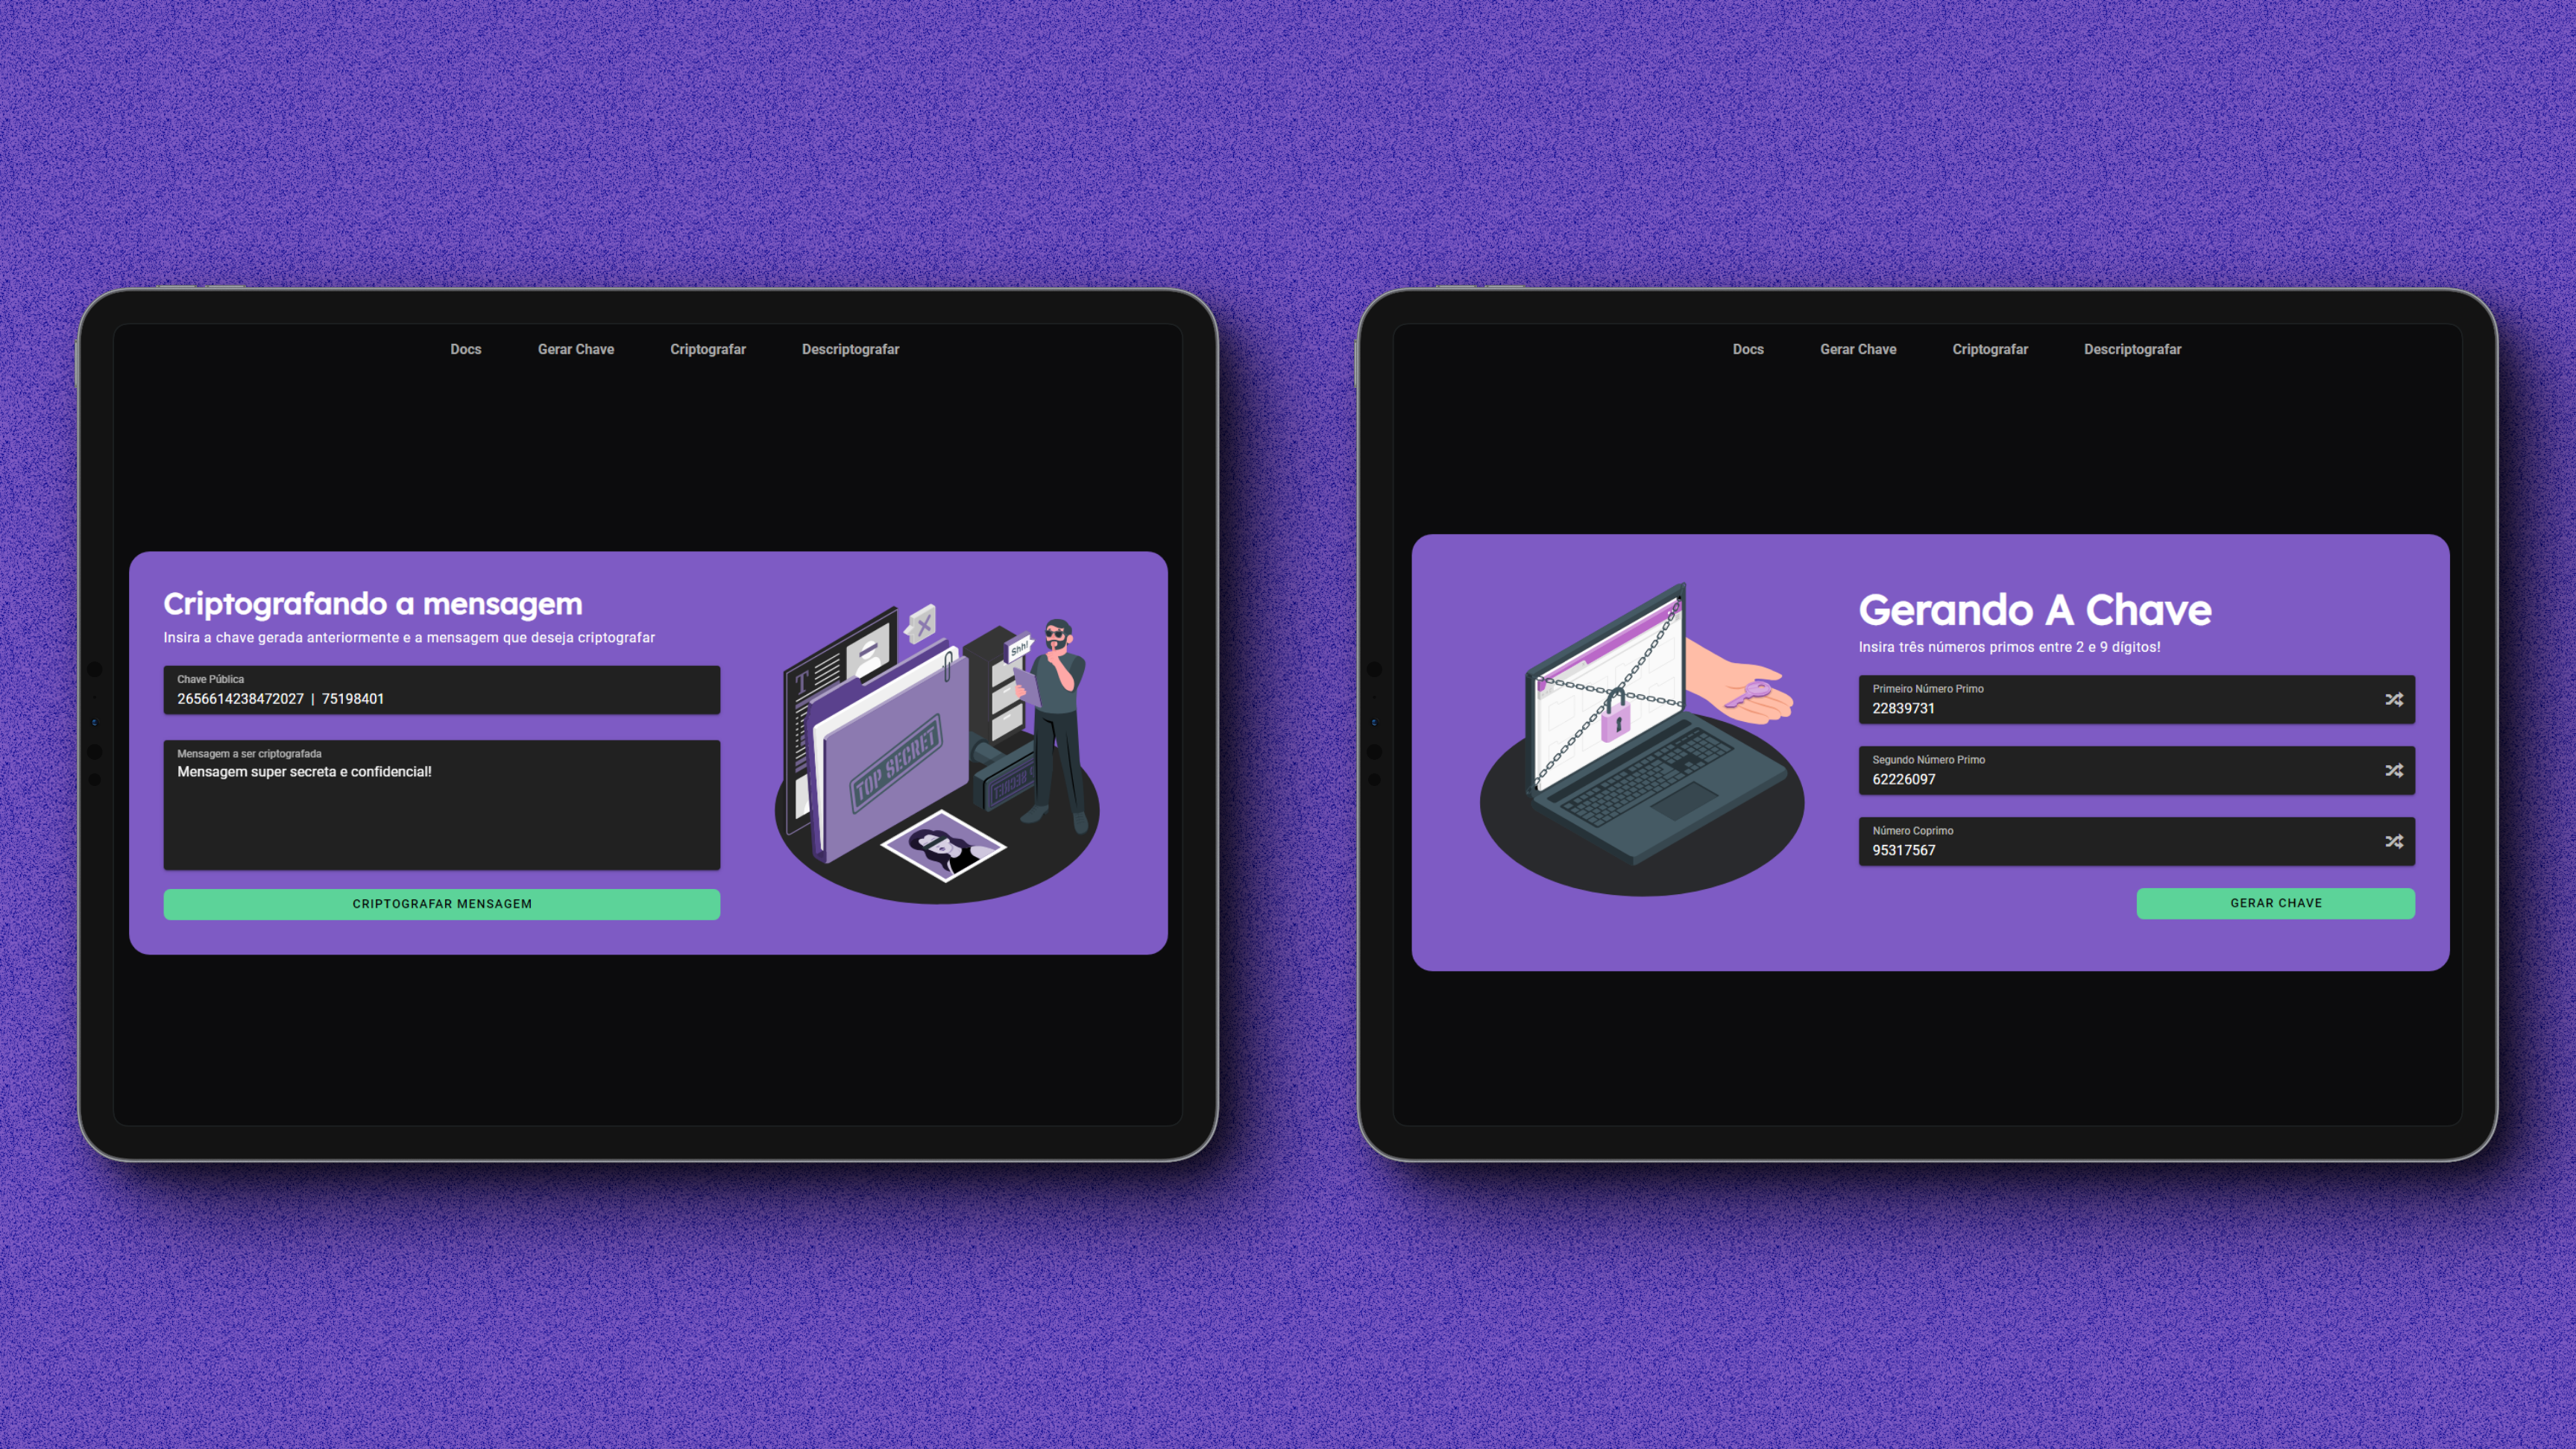 Docs Gerar Chave Criptografar Descriptografar
Criptografando a mensagem
Insira a chave gerada anteriormente e a mensagem que deseja criptografar
Chave Pública
2656614238472027 | 75198401
Mensagem a ser criptografada
Mensagem super secreta e confidencial!
CRIPTOGRAFAR MENSAGEM
T
Shh!
TOP SECRET
Docs Gerar Chave Criptografar Descriptografar
Gerando A Chave
Insira três números primos entre 2 e 9 dígitos!
Primeiro Número Primo
22839731
Segundo Número Primo
62226097
Número Coprimo
95317567
GERAR CHAVE